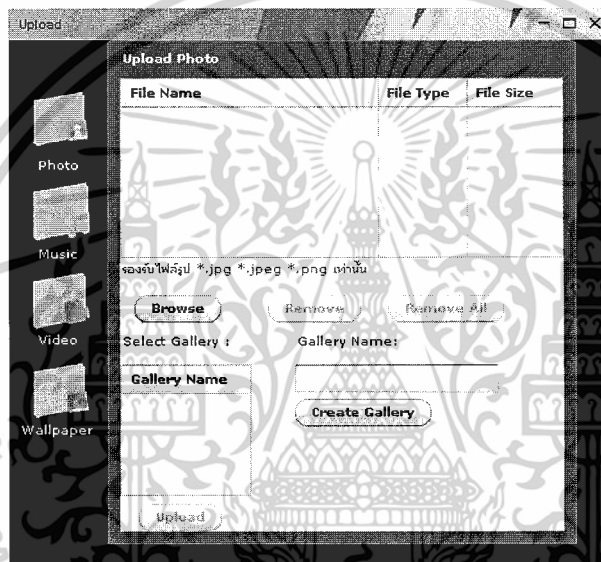 Upload
Upload Photo
File Name File Type File Size
Photo
Music
Video
Wallpaper
รองรับไฟล์รูป *.jpg *.jpeg *.png เท่านั้น
Browse Remove Remove All
Select Gallery : Gallery Name:
Gallery Name
Create Gallery
Upload